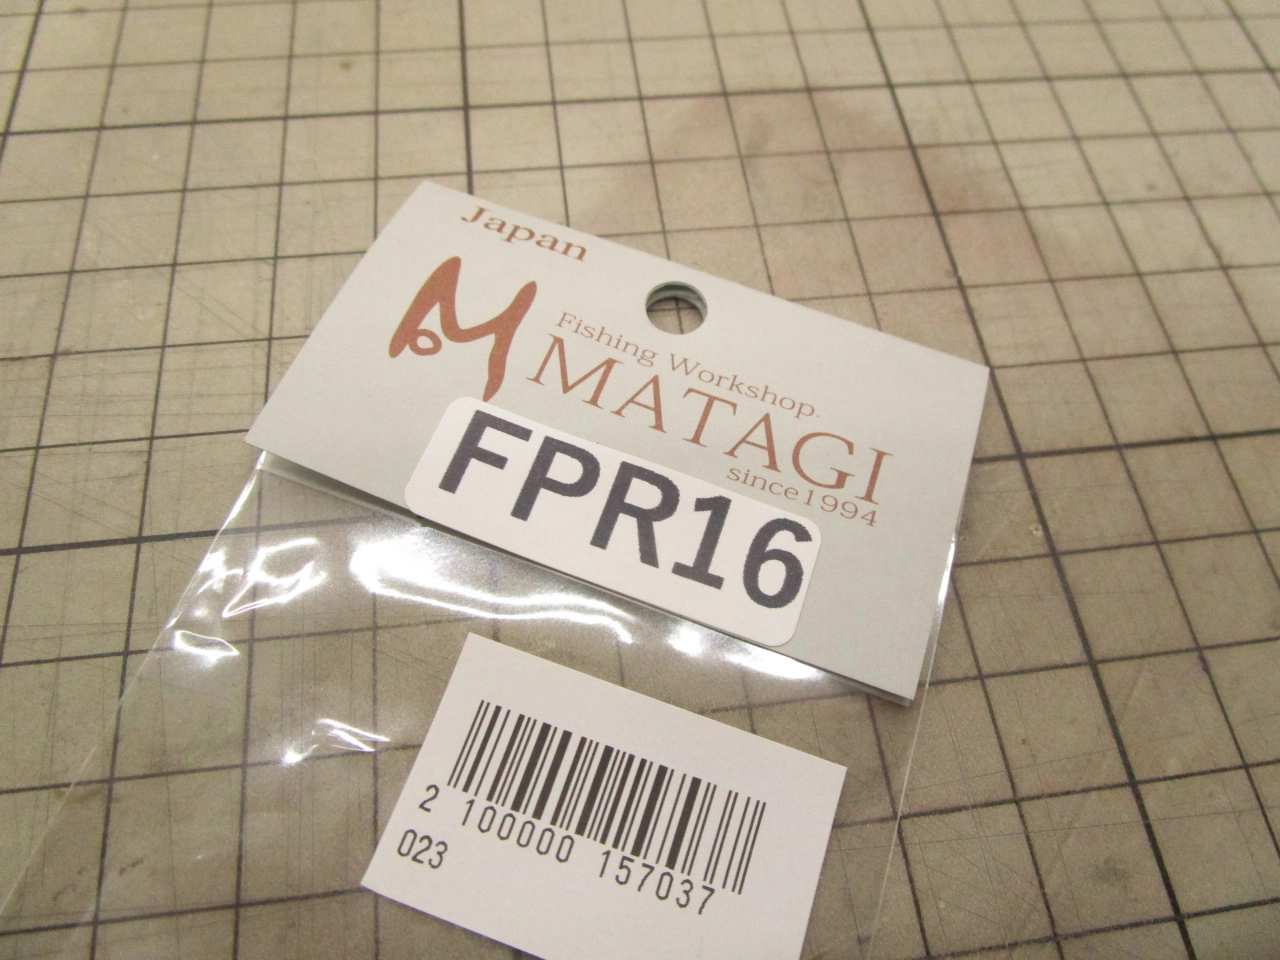 Japan
Fishing Workshop.
MATAGI
since1994
FPR16
2 100000 157037
023